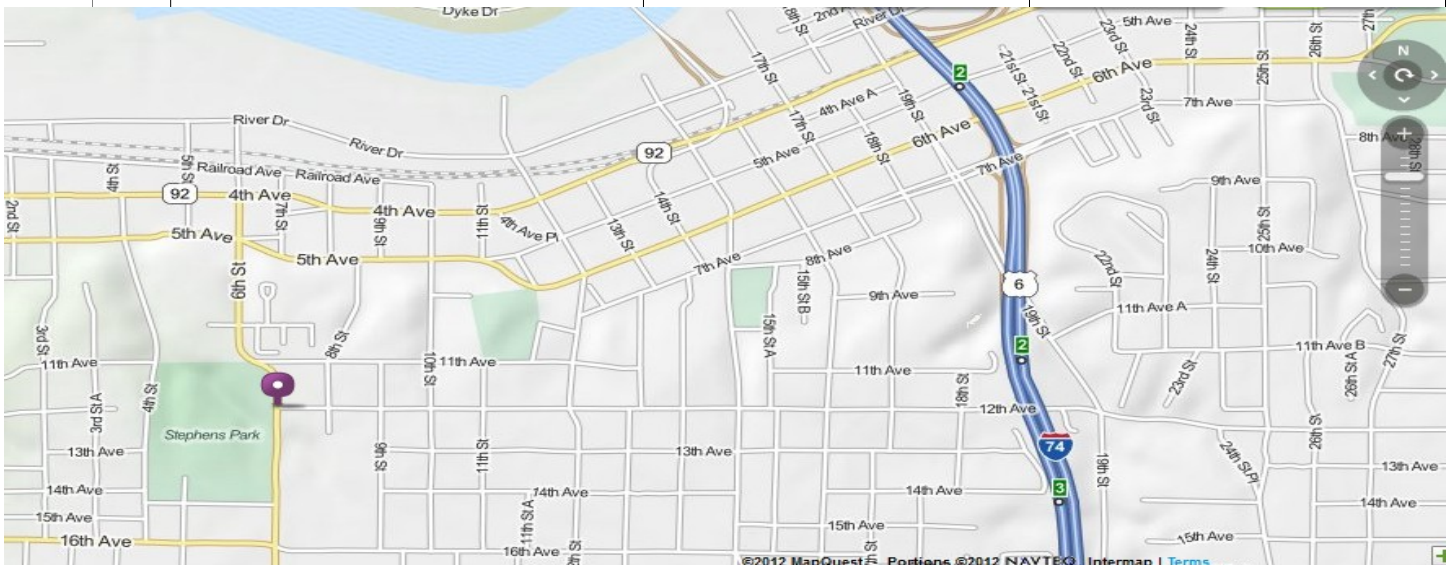 Dyke Dr
18th St
2nd
River Dr
5th Ave
23rd St
24th St
26th St
27th
17th St
22nd St
25th St
N
2
21st St
6th Ave
4th Ave A
19th St
21st St
23rd St
7th Ave
River Dr
17th St
6th Ave
8th Ave
28th St
River Dr
92
5th Ave
18th St
7th Ave
4th St
5th St
Railroad Ave
Railroad Ave
9th Ave
2nd St
92
4th Ave
7th St
4th Ave
9th St
11th St
4th Ave Pl
13th St
14th St
25th St
5th Ave
5th Ave
7th Ave
8th Ave
10th Ave
6th St
15th St B
9th Ave
6
22nd St
24th St
3rd St
8th St
15th St A
19th St
11th Ave A
11th Ave
10th St
11th Ave
11th Ave
2
11th Ave B
27th St
3rd St A
4th St
18th St
23rd St
26th St A
12th Ave
Stephens Park
13th Ave
9th St
11th St
13th Ave
74
19th St
24th St Pl
26th St
13th Ave
14th Ave
14th Ave
14th Ave
3
14th Ave
15th Ave
11th St A
15th Ave
15th Ave
16th Ave
16th Ave
©2012 MapQuest Portions ©2012 NAVTEQ, Intermap | Terms